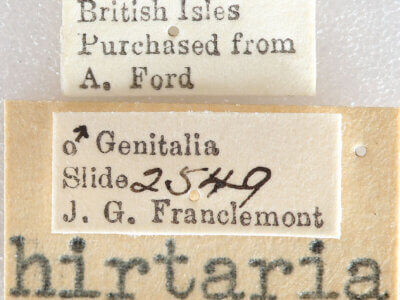 British Isles
Purchased from
A. Ford
♂ Genitalia
Slide 2549
J. G. Franclemont
hirtaria